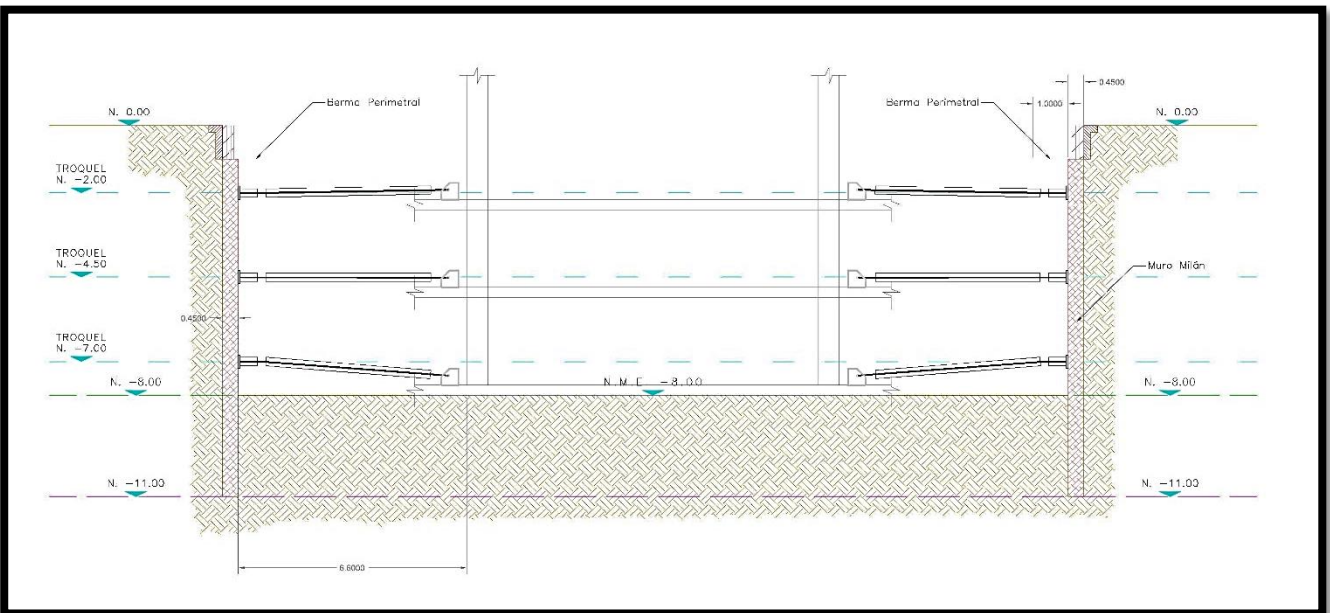 Berma Perimetral
Berma Perimetral
0.4500
1.0000
N. 0.00
N. 0.00
TROQUEL
N. -2.00
TROQUEL
N. -4.50
Muro Milán
0.4500
TROQUEL
N. -7.00
N. -8.00
N.M.E. -8.00
N. -8.00
N. -11.00
N. -11.00
6.6000